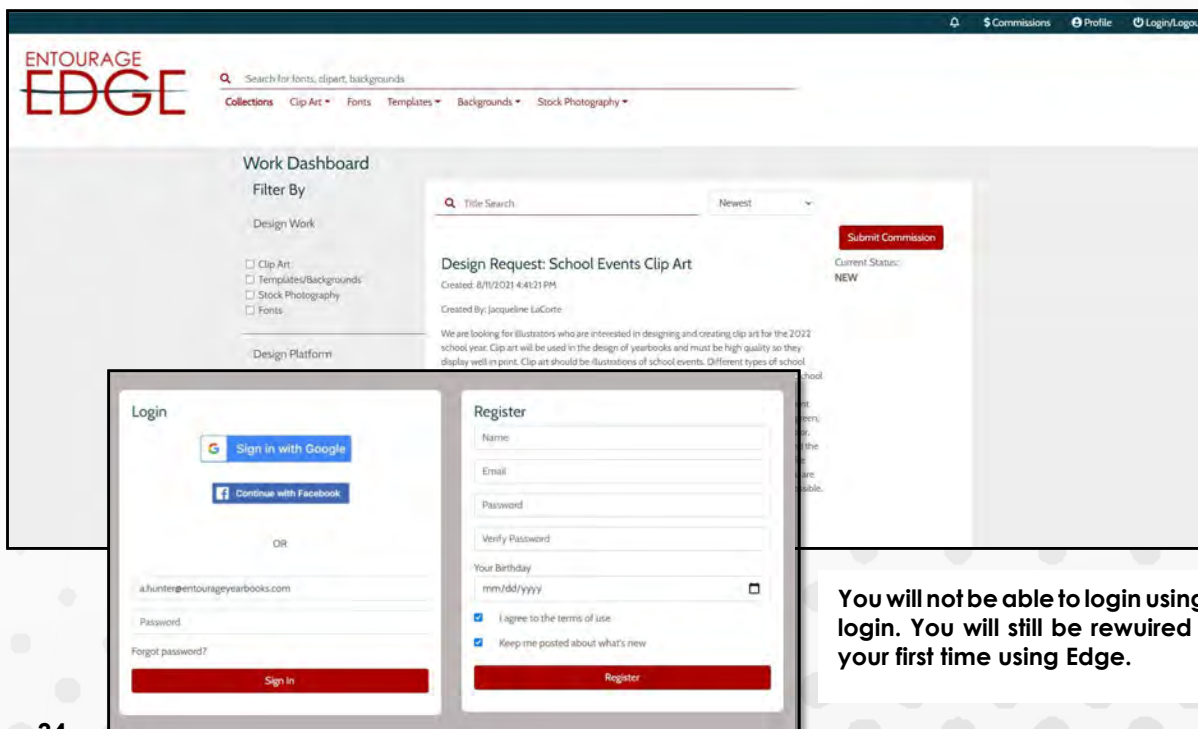 $ Commissions Profile Login/Logou
ENTOURAGE
EDGE
Search for fonts, clipart, backgrounds
Collections Clip Art Fonts Templates Backgrounds Stock Photography
Work Dashboard
Filter By
Design Work
Clip Art
Templates/Backgrounds
Stock Photography
Fonts
Design Platform
Title Search
Newest
Submit Commission
Current Status:
NEW
Design Request: School Events Clip Art
Created: 8/11/2021 4:41:21 PM
Created By: Jacqueline LaCorte
We are looking for illustrators who are interested in designing and creating clip art for the 2022
school year. Clip art will be used in the design of yearbooks and must be high quality so they
display well in print. Clip art should be illustrations of school events. Different types of school
Login
Sign in with Google
Continue with Facebook
OR
a.hunter@entourageyearbooks.com
Password
Forgot password?
Sign In
Register
Name
Email
Password
Verify Password
Your Birthday
mm/dd/yyyy
I agree to the terms of use
Keep me posted about what's new
Register
You will not be able to login using
login. You will still be rewuired
your first time using Edge.